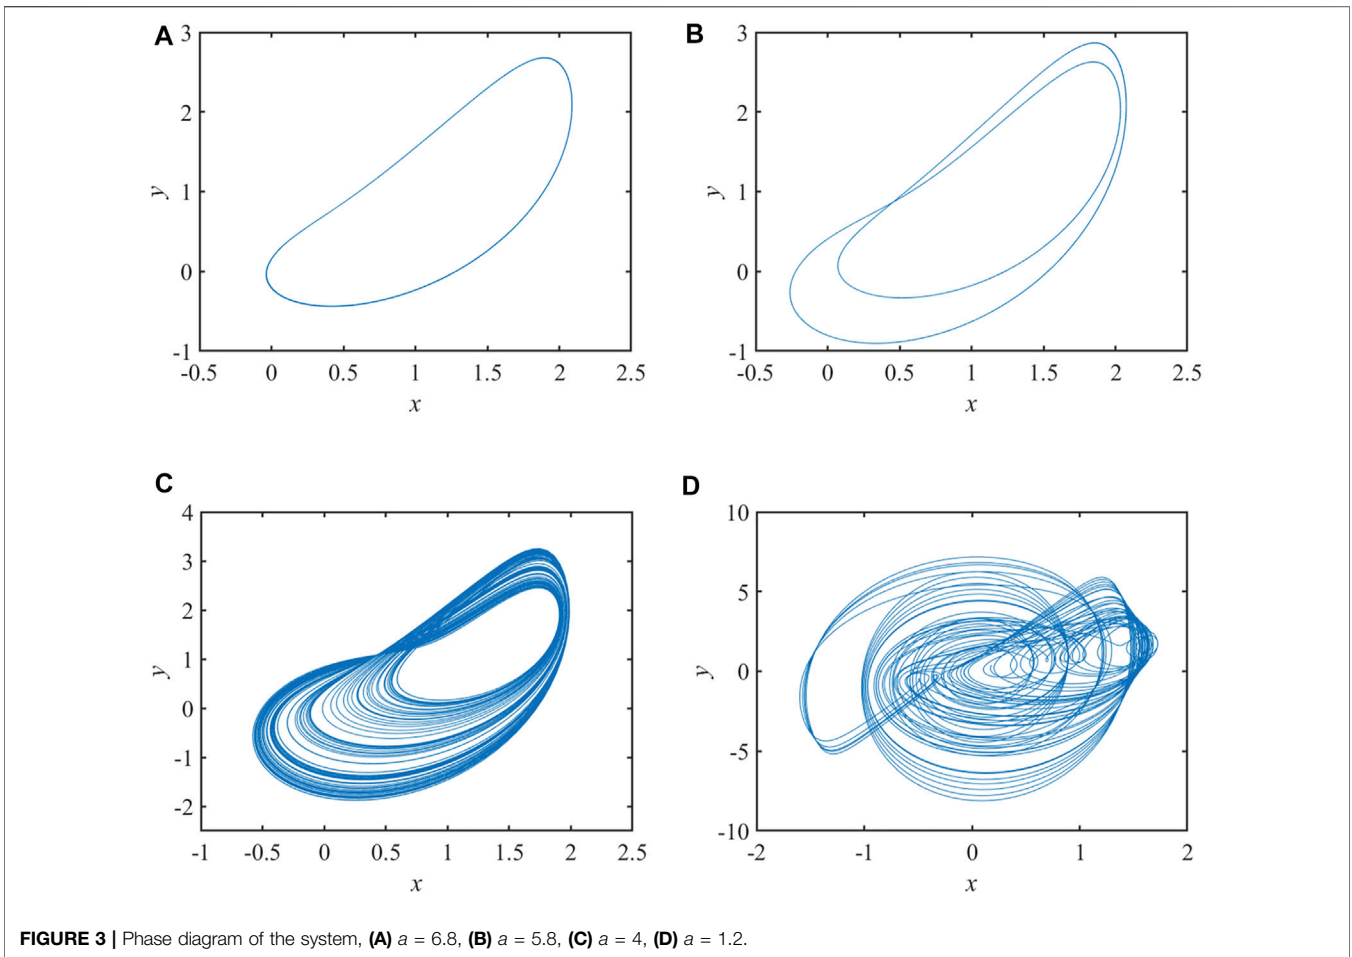 A
3
2
1
0
-1
y
-0.5 0 0.5 1 1.5 2 2.5
x
B
3
2
1
0
-1
y
-0.5 0 0.5 1 1.5 2 2.5
x
C
4
3
2
1
0
-1
-2
y
-1 -0.5 0 0.5 1 1.5 2 2.5
x
D
10
5
0
-5
-10
y
-2 -1 0 1 2
x
FIGURE 3 | Phase diagram of the system, (A) a = 6.8, (B) a = 5.8, (C) a = 4, (D) a = 1.2.